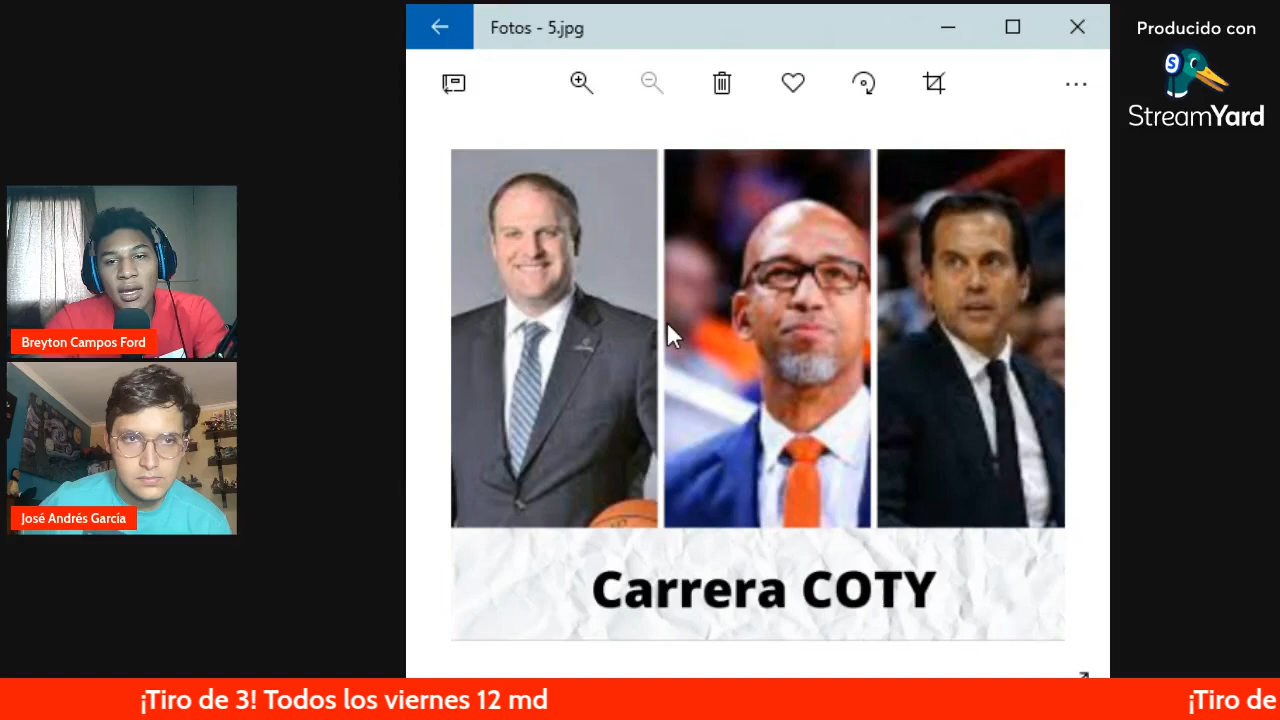 Fotos - 5.jpg
Producido con
StreamYard
Breyton Campos Ford
José Andrés García
Carrera COTY
¡Tiro de 3! Todos los viernes 12 md
¡Tiro de